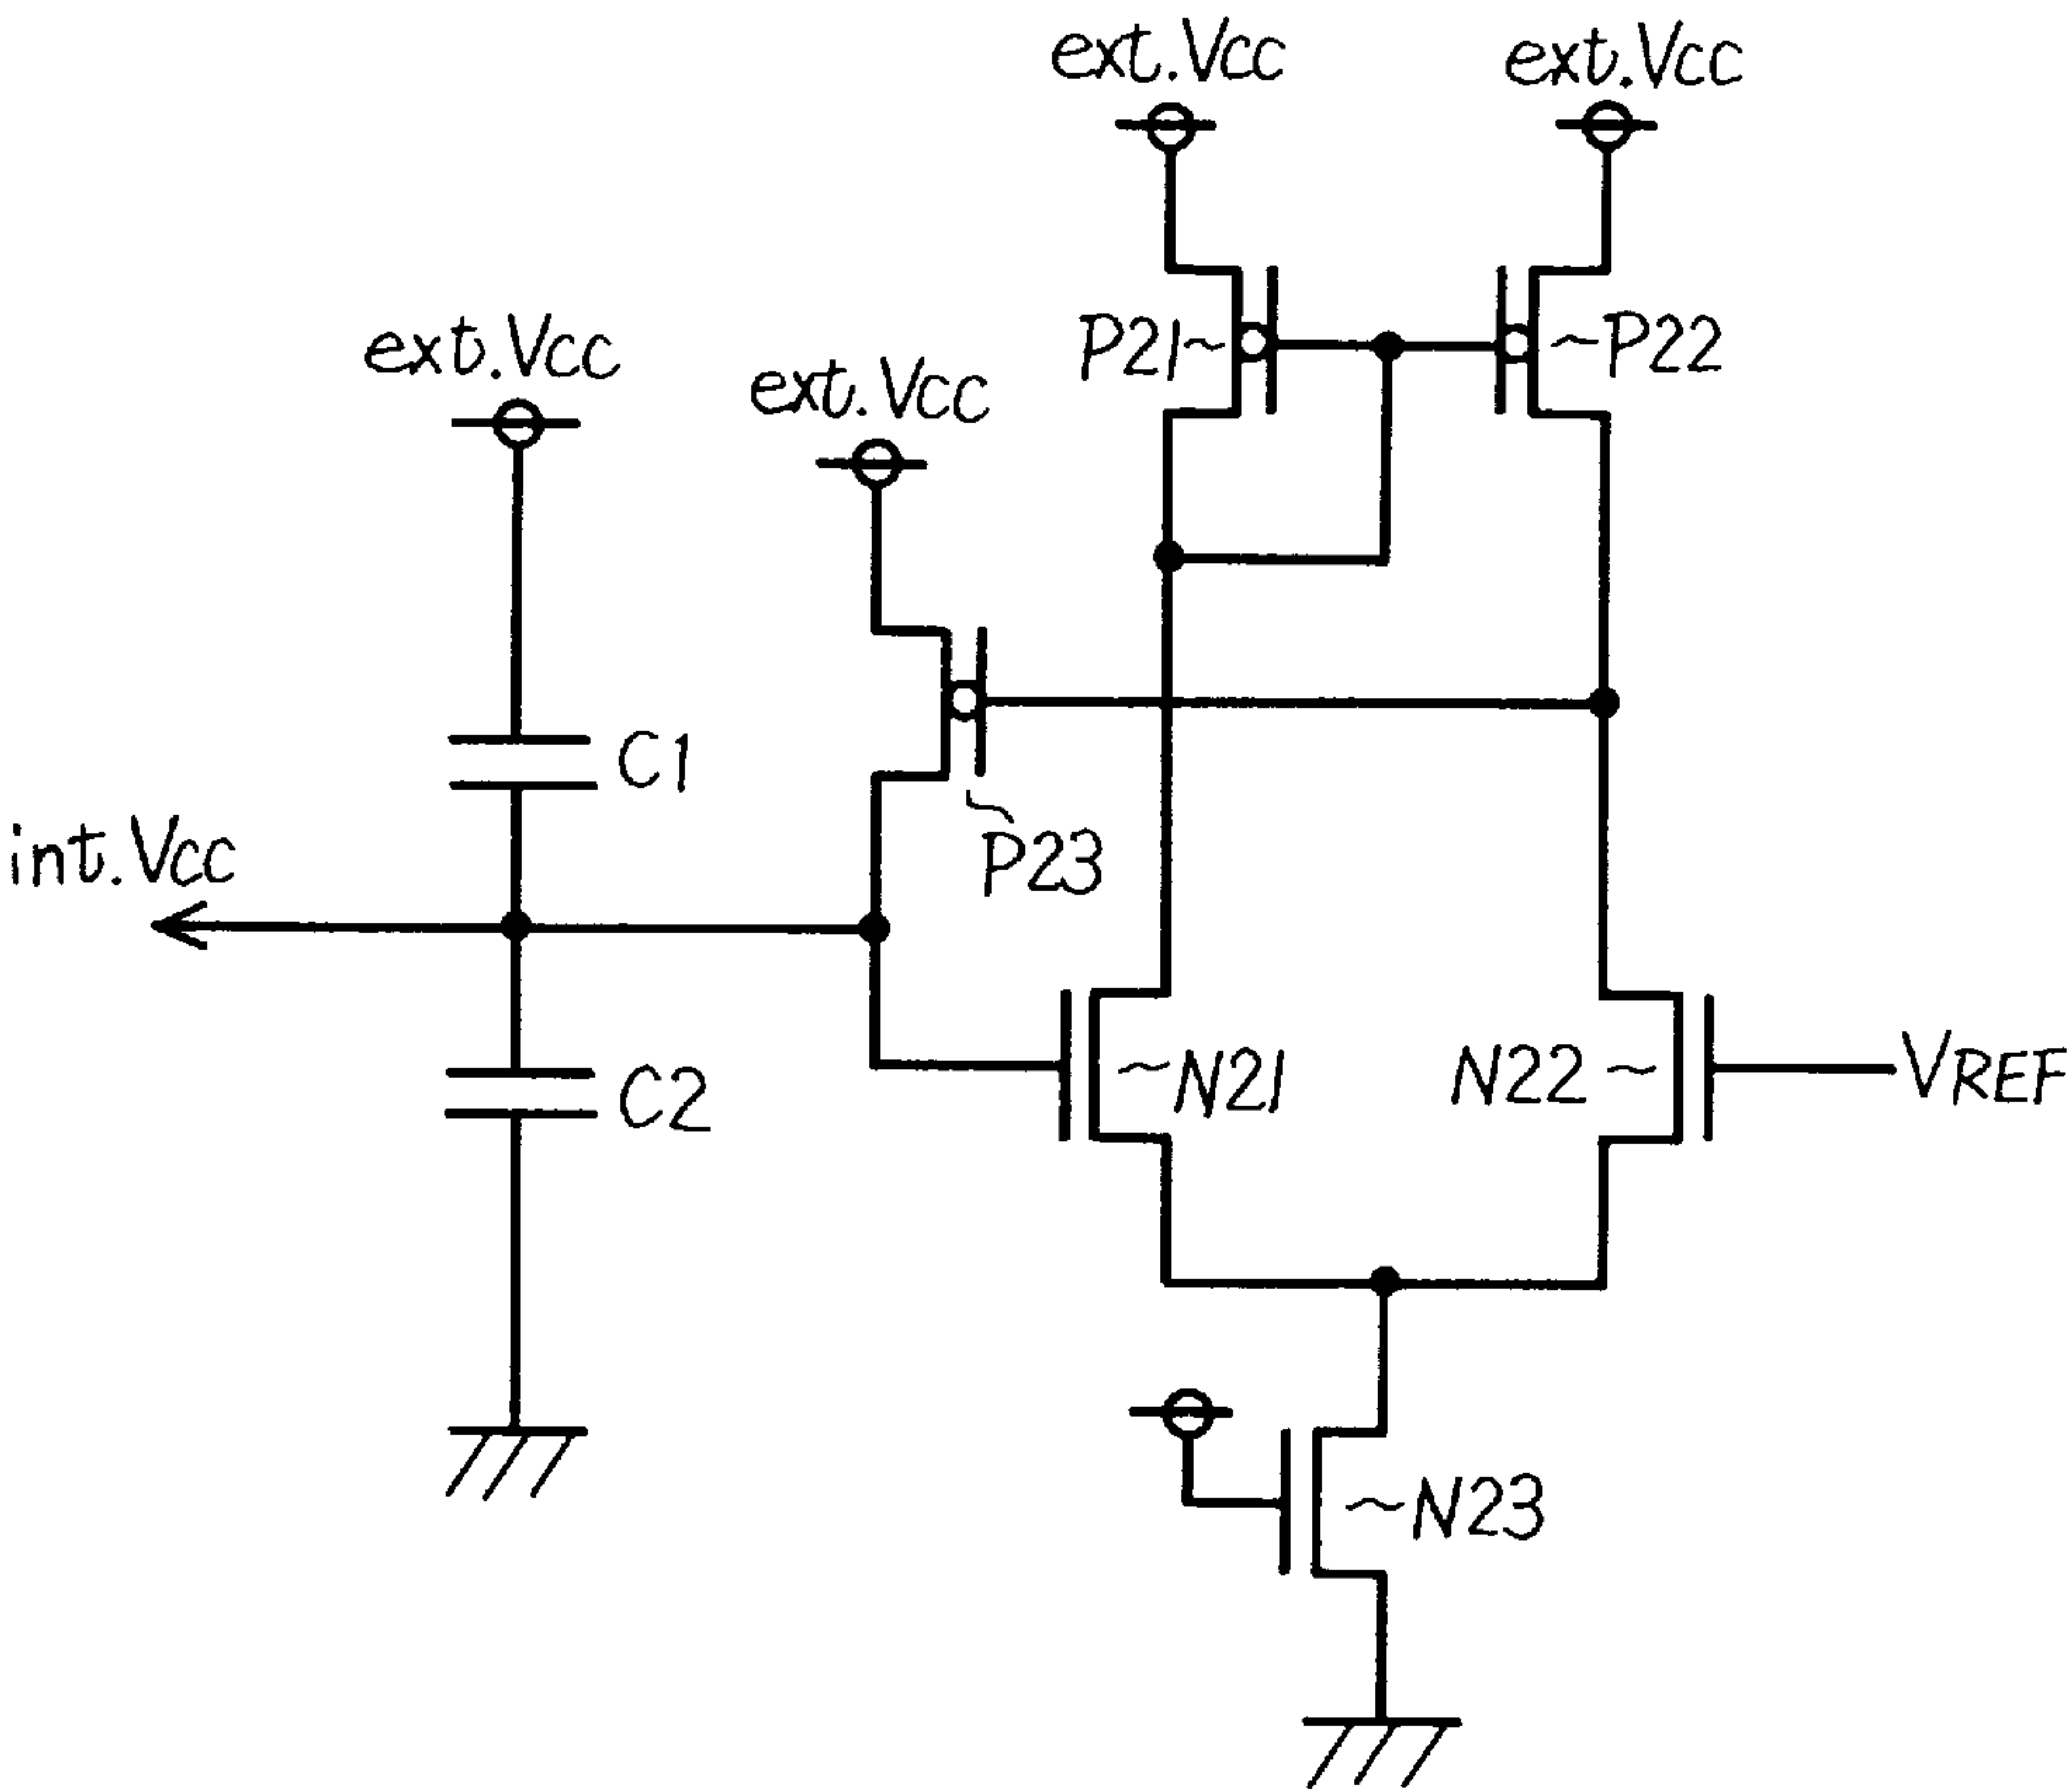 ext.Vcc
ext.Vcc
P21
P22
ext.Vcc
ext.Vcc
C1
P23
int.Vcc
C2
N21
N22
VREF
N23